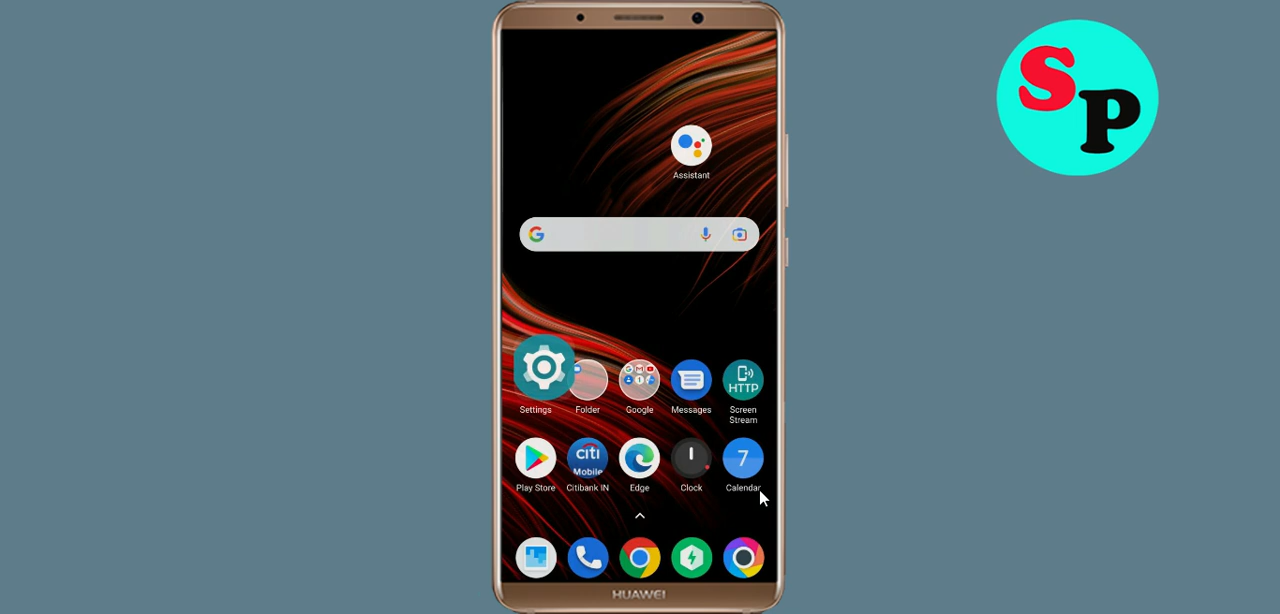 SP
Assistant
G
Settings
Folder
Google
Messages
HTTP
Screen
Stream
citi
Mobile
7
Play Store
Citibank IN
Edge
Clock
Calendar
HUAWEI